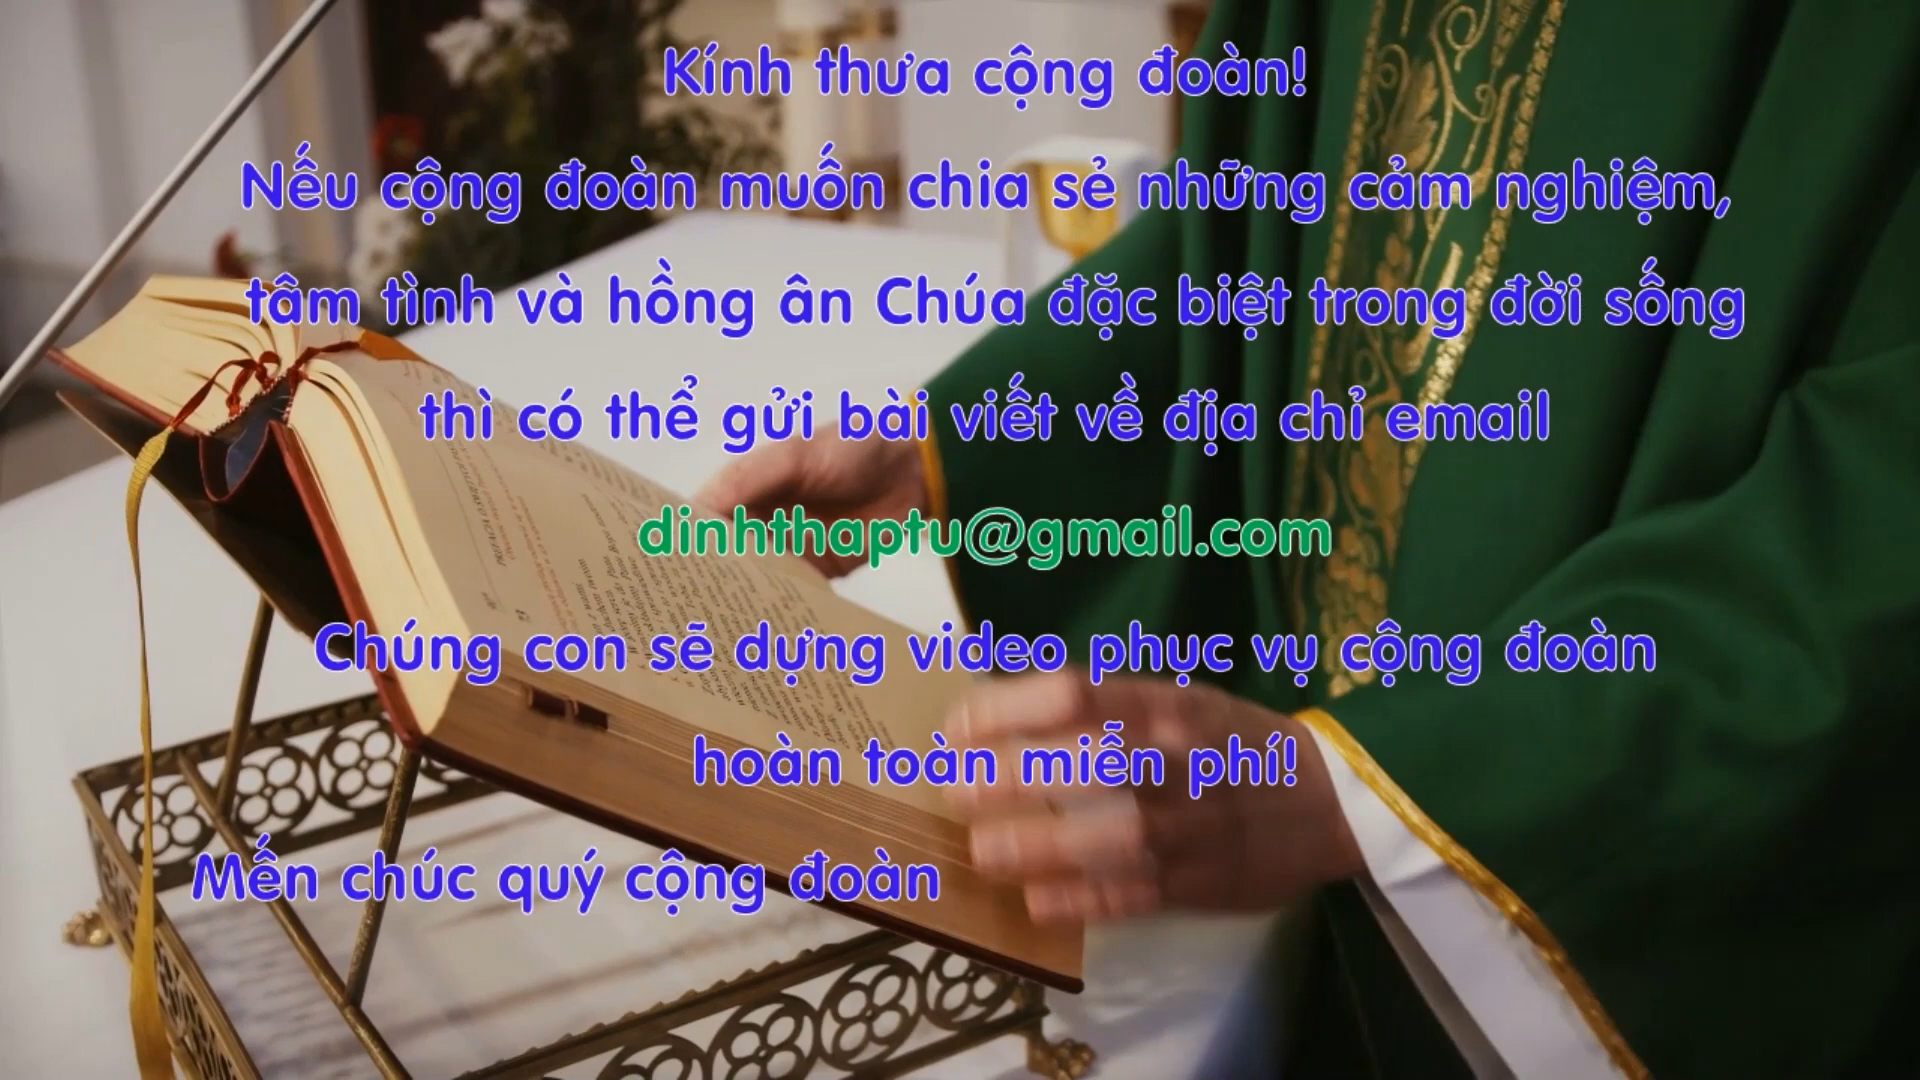 Kính thưa cộng đoàn!
Nếu cộng đoàn muốn chia sẻ những cảm nghiệm,
tâm tình và hồng ân Chúa đặc biệt trong đời sống
thì có thể gửi bài viết về địa chỉ email
dinhthaptu@gmail.com
Chúng con sẽ dựng video phục vụ cộng đoàn
hoàn toàn miễn phí!
Mến chúc quý cộng đoàn